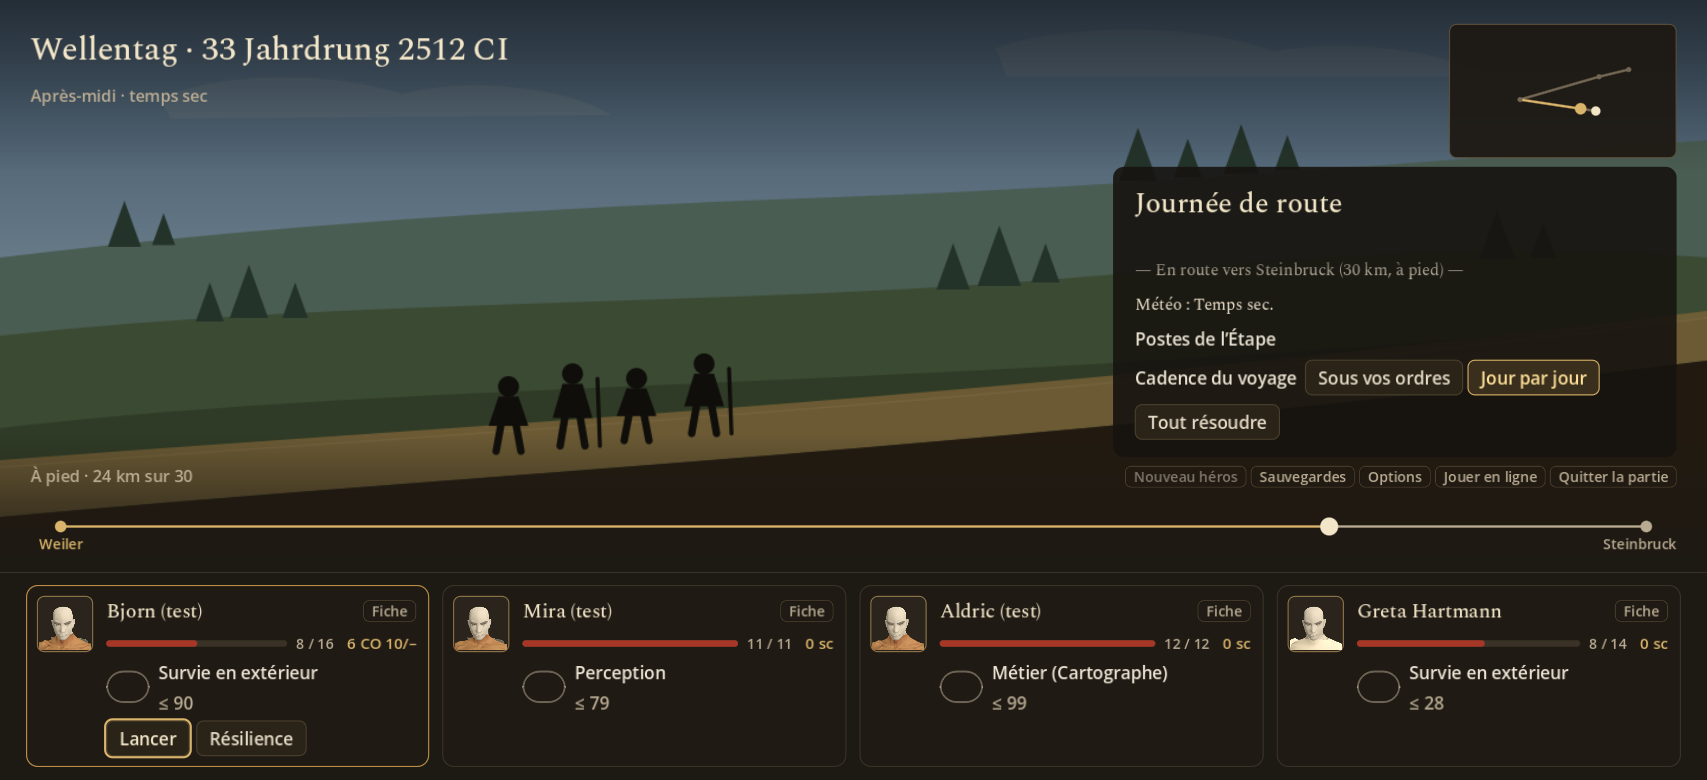 Wellentag · 33 Jahrdrung 2512 CI
Après-midi · temps sec
Journée de route
— En route vers Steinbruck (30 km, à pied) —
Météo : Temps sec.
Postes de l'Étape
Cadence du voyage Sous vos ordres Jour par jour
Tout résoudre
À pied · 24 km sur 30
Nouveau héros Sauvegardes Options Jouer en ligne Quitter la partie
Weiler Steinbruck
Bjorn (test) Fiche
8 / 16 6 CO 10/–
Survie en extérieur
≤ 90
Lancer Résilience
Mira (test) Fiche
11 / 11 0 sc
Perception
≤ 79
Aldric (test) Fiche
12 / 12 0 sc
Métier (Cartographe)
≤ 99
Greta Hartmann Fiche
8 / 14 0 sc
Survie en extérieur
≤ 28